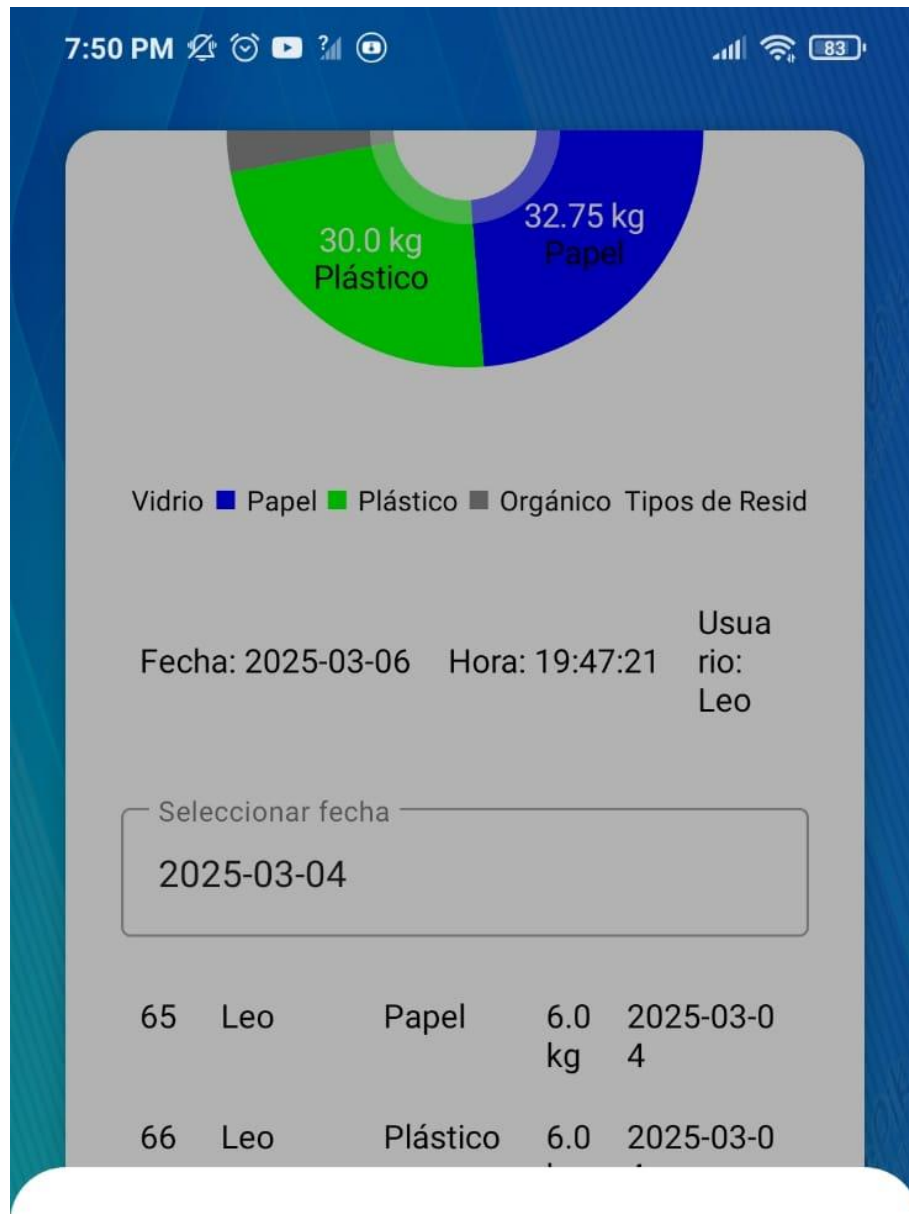 7:50 PM 83
30.0 kg
Plástico
32.75 kg
Papel
Vidrio Papel Plástico Orgánico Tipos de Resid
Fecha: 2025-03-06 Hora: 19:47:21 Usua
rio:
Leo
Seleccionar fecha
2025-03-04
65 Leo Papel 6.0 2025-03-0
kg 4
66 Leo Plástico 6.0 2025-03-0